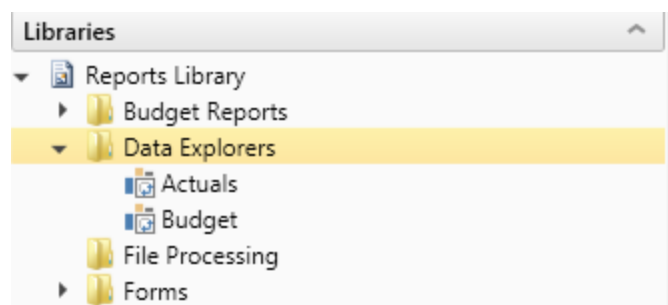 Libraries
Reports Library
Budget Reports
Data Explorers
Actuals
Budget
File Processing
Forms